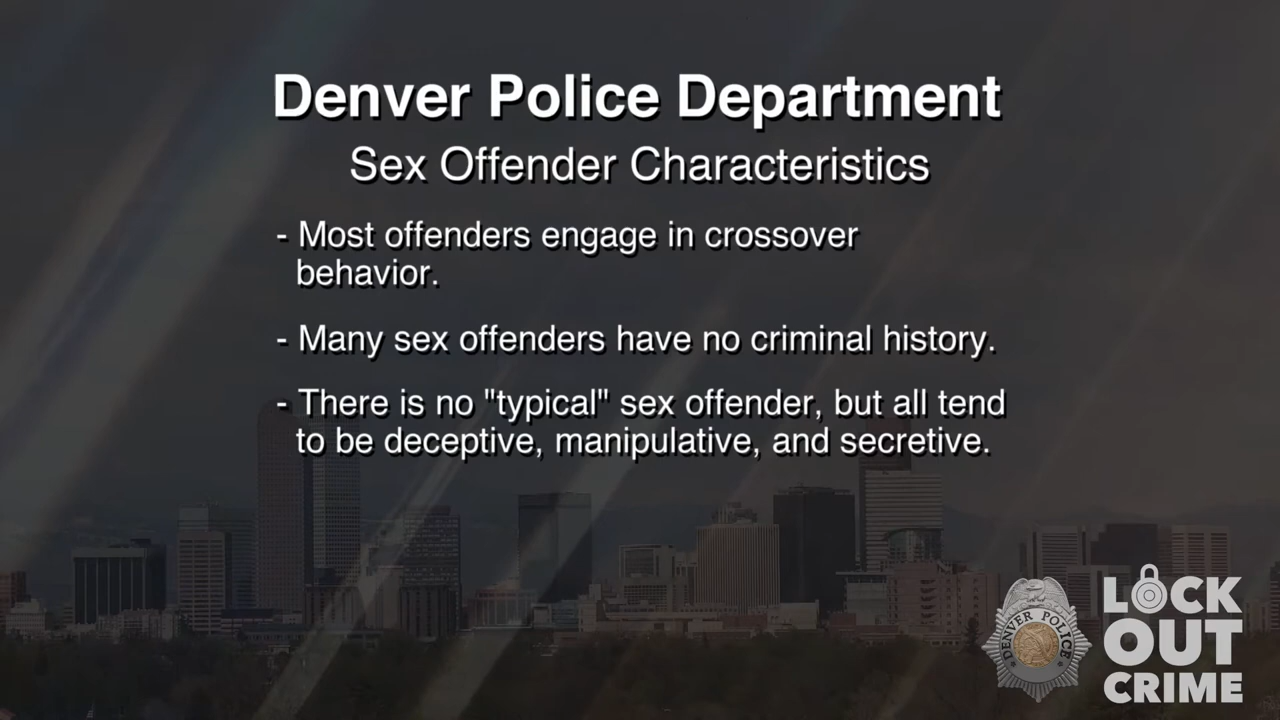 Denver Police Department
Sex Offender Characteristics
- Most offenders engage in crossover
behavior.
- Many sex offenders have no criminal history.
- There is no "typical" sex offender, but all tend
to be deceptive, manipulative, and secretive.
DENVER POLICE
LOCK
OUT
CRIME